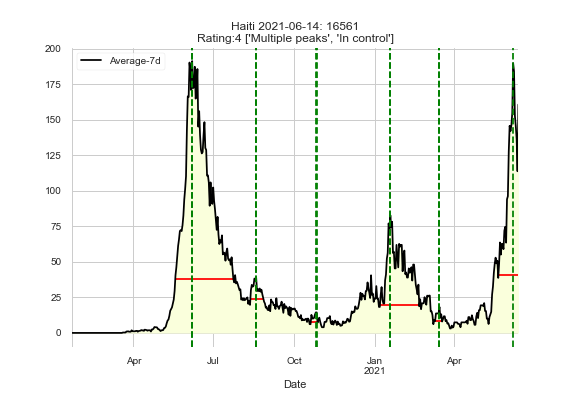 Haiti 2021-06-14: 16561
Rating:4 ['Multiple peaks', 'In control']
Average-7d
200
175
150
125
100
75
50
25
0
Apr
Jul
Oct
Jan
2021
Apr
Date